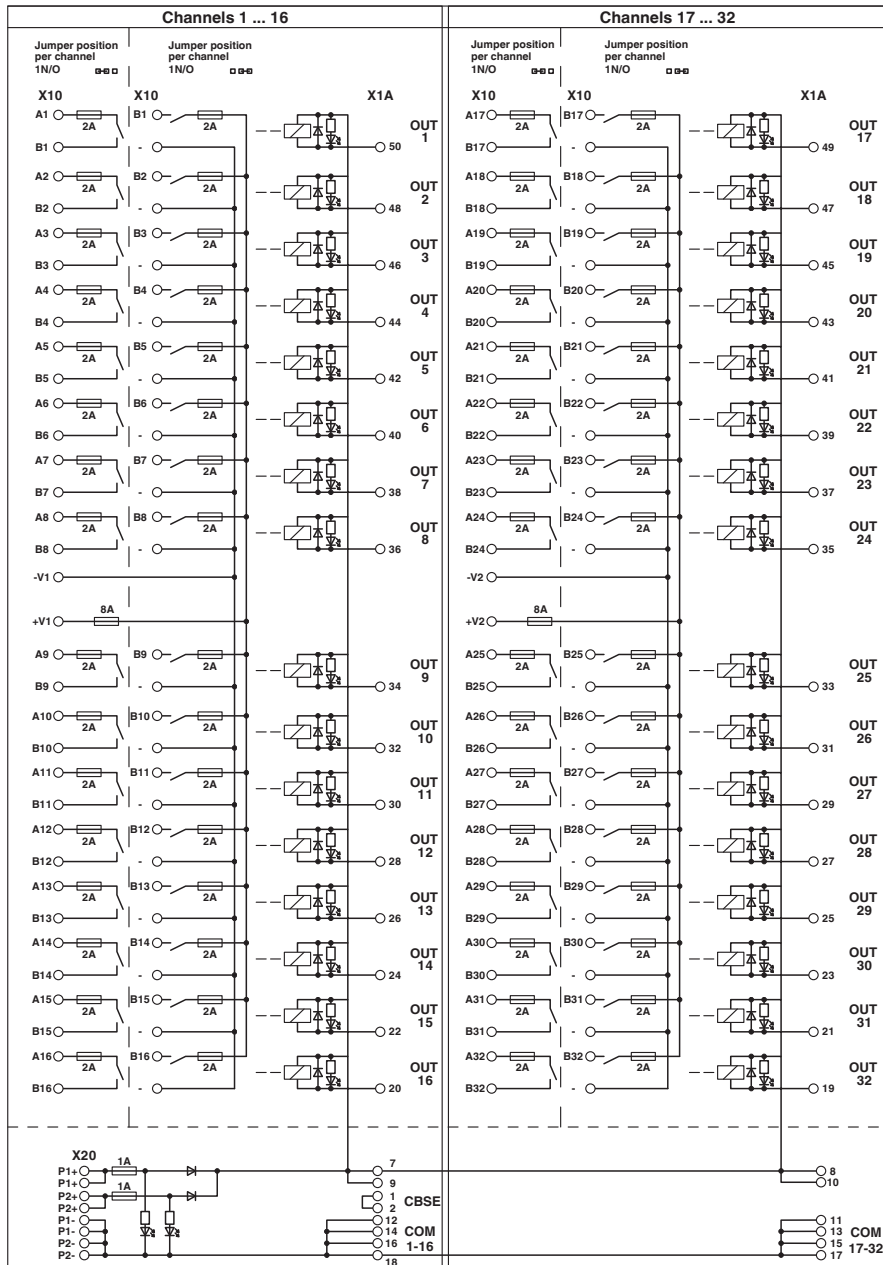 Channels 1 ... 16 Channels 17 ... 32
Jumper position Jumper position Jumper position Jumper position
per channel per channel per channel per channel
1N/O 1N/O 1N/O 1N/O
X10 X10 X1A X10 X10 X1A
A1 B1 OUT A17 B17 OUT
2A 2A 1 2A 2A 17
B1 - 50 B17 - 49
A2 B2 OUT A18 B18 OUT
2A 2A 2 2A 2A 18
B2 - 48 B18 - 47
A3 B3 OUT A19 B19 OUT
2A 2A 3 2A 2A 19
B3 - 46 B19 - 45
A4 B4 OUT A20 B20 OUT
2A 2A 4 2A 2A 20
B4 - 44 B20 - 43
A5 B5 OUT A21 B21 OUT
2A 2A 5 2A 2A 21
B5 - 42 B21 - 41
A6 B6 OUT A22 B22 OUT
2A 2A 6 2A 2A 22
B6 - 40 B22 - 39
A7 B7 OUT A23 B23 OUT
2A 2A 7 2A 2A 23
B7 - 38 B23 - 37
A8 B8 OUT A24 B24 OUT
2A 2A 8 2A 2A 24
B8 - 36 B24 - 35
-V1 -V2
8A 8A
+V1 +V2
A9 B9 OUT A25 B25 OUT
2A 2A 9 2A 2A 25
B9 - 34 B25 - 33
A10 B10 OUT A26 B26 OUT
2A 2A 10 2A 2A 26
B10 - 32 B26 - 31
A11 B11 OUT A27 B27 OUT
2A 2A 11 2A 2A 27
B11 - 30 B27 - 29
A12 B12 OUT A28 B28 OUT
2A 2A 12 2A 2A 28
B12 - 28 B28 - 27
A13 B13 OUT A29 B29 OUT
2A 2A 13 2A 2A 29
B13 - 26 B29 - 25
A14 B14 OUT A30 B30 OUT
2A 2A 14 2A 2A 30
B14 - 24 B30 - 23
A15 B15 OUT A31 B31 OUT
2A 2A 15 2A 2A 31
B15 - 22 B31 - 21
A16 B16 OUT A32 B32 OUT
2A 2A 16 2A 2A 32
B16 - 20 B32 - 19
X20
P1+ 1A 7 8
P1+ 9 10
P2+ 1A 1 CBSE
P2+ 2
P1- 12 11
P1- 14 COM 13 COM
P2- 16 1-16 15 17-32
P2- 18 17